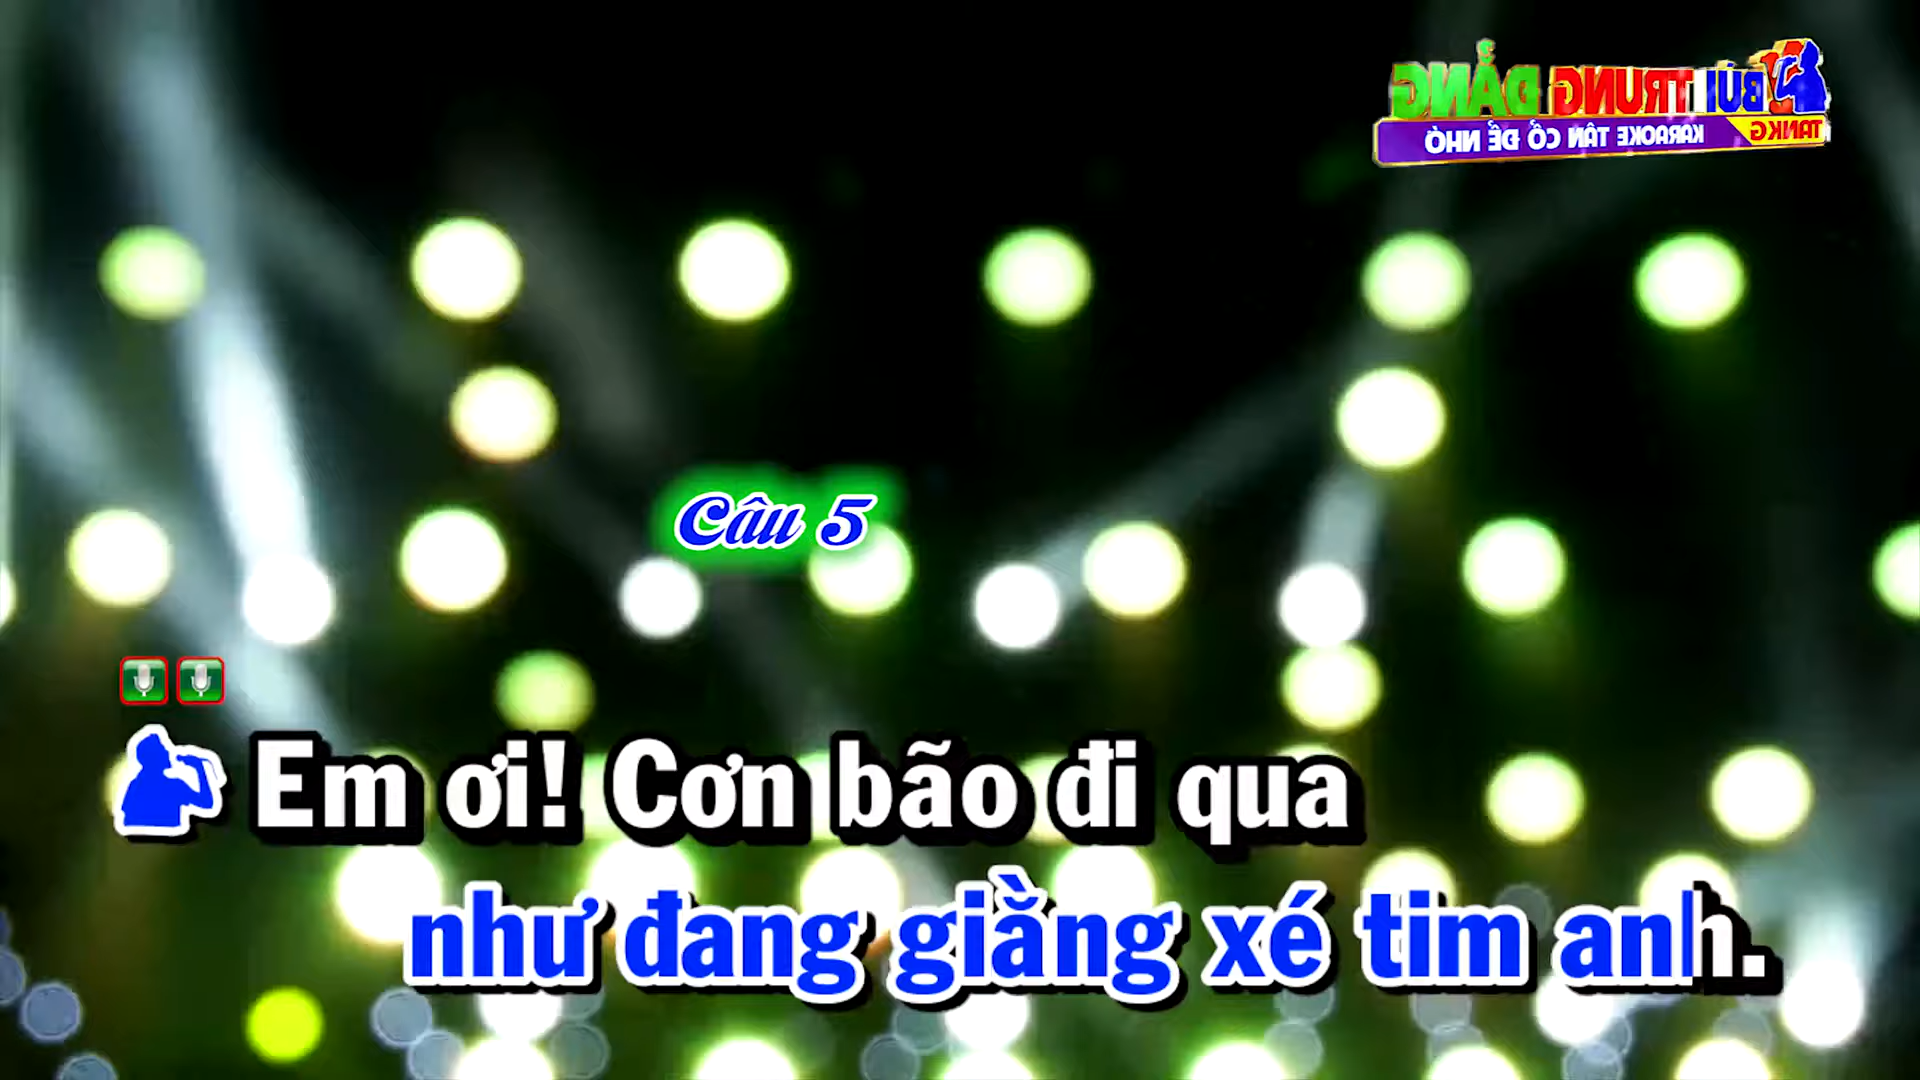 BÙI TRUNG ĐẲNG
TANKG KARAOKE TÂN CỔ DỄ NHỚ
Câu 5
Em ơi! Cơn bão đi qua
như đang giằng xé tim anh.